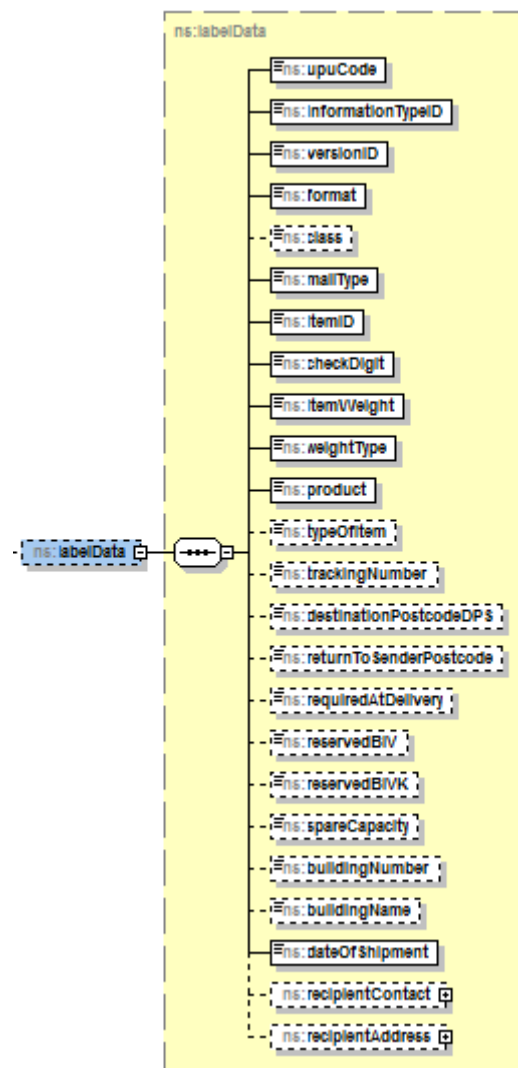 ns:labelData
ns:upuCode
ns:informationTypeID
ns:versionID
ns:format
ns:class
ns:mailType
ns:itemID
ns:checkDigit
ns:itemWeight
ns:weightType
ns:product
ns:typeOfItem
ns:labelData
ns:trackingNumber
ns:destinationPostcodeDPS
ns:returnToSenderPostcode
ns:requiredAtDelivery
ns:reservedBIV
ns:reservedBIVK
ns:spareCapacity
ns:buildingNumber
ns:buildingName
ns:dateOfShipment
ns:recipientContact
ns:recipientAddress